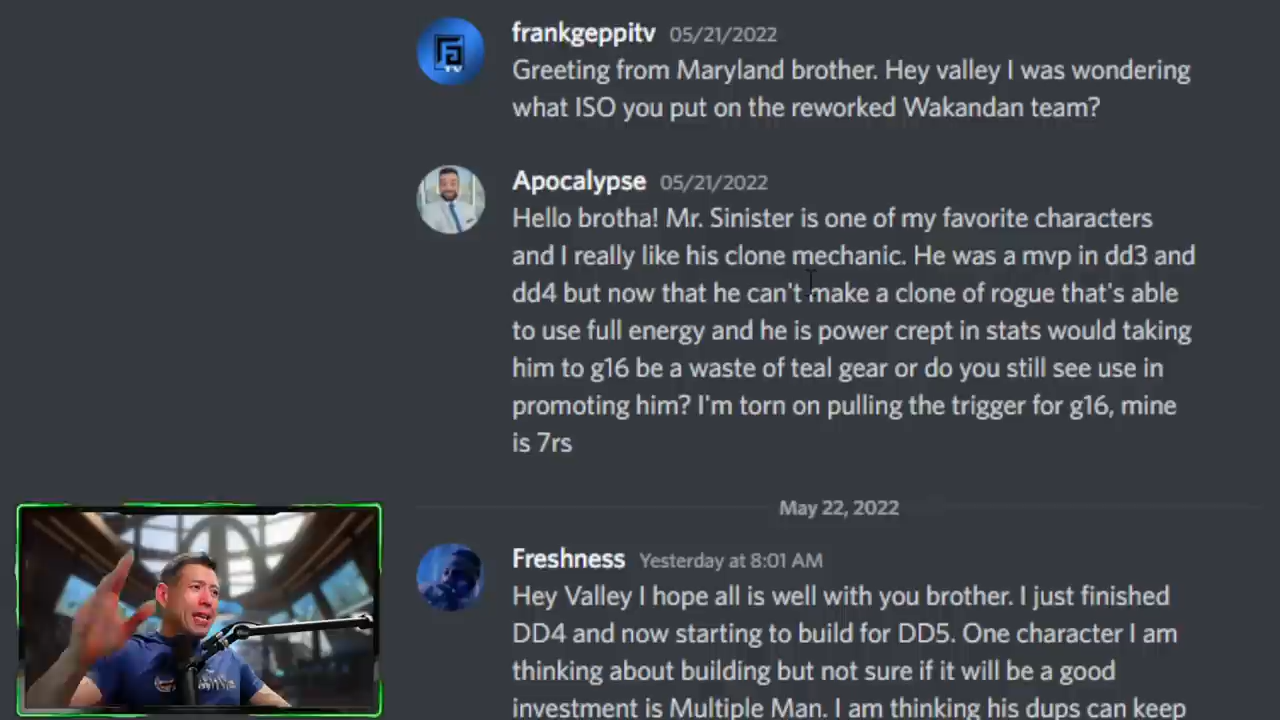 frankgeppitv 05/21/2022
Greeting from Maryland brother. Hey valley I was wondering
what ISO you put on the reworked Wakandan team?
Apocalypse 05/21/2022
Hello brotha! Mr. Sinister is one of my favorite characters
and I really like his clone mechanic. He was a mvp in dd3 and
dd4 but now that he can't make a clone of rogue that's able
to use full energy and he is power crept in stats would taking
him to g16 be a waste of teal gear or do you still see use in
promoting him? I'm torn on pulling the trigger for g16, mine
is 7rs
May 22, 2022
Freshness Yesterday at 8:01 AM
Hey Valley I hope all is well with you brother. I just finished
DD4 and now starting to build for DD5. One character I am
thinking about building but not sure if it will be a good
investment is Multiple Man. I am thinking his dups can keep